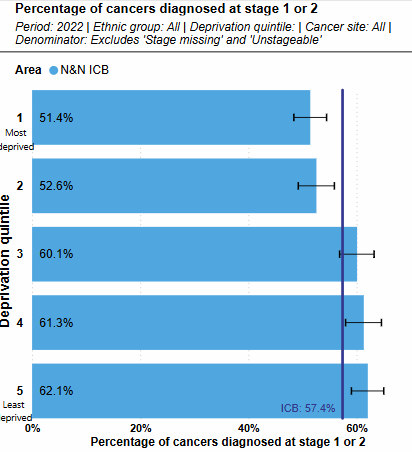 Percentage of cancers diagnosed at stage 1 or 2
Period: 2022 | Ethnic group: All | Deprivation quintile: | Cancer site: All |
Denominator: Excludes 'Stage missing' and 'Unstageable'
Area N&N ICB
Deprivation quintile
1
Most
deprived
51.4%
2
52.6%
3
60.1%
4
61.3%
5
Least
deprived
62.1%
ICB: 57.4%
0%
20%
40%
60%
Percentage of cancers diagnosed at stage 1 or 2